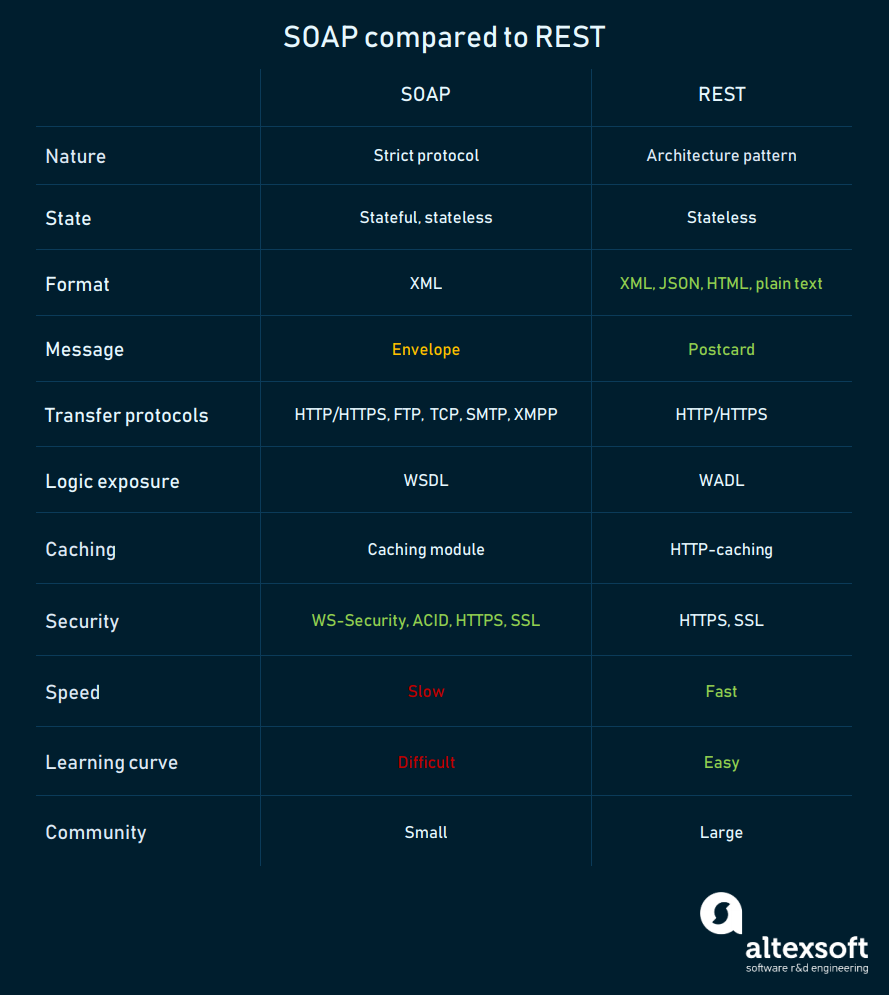 SOAP compared to REST
SOAP REST
Nature Strict protocol Architecture pattern
State Stateful, stateless Stateless
Format XML XML, JSON, HTML, plain text
Message Envelope Postcard
Transfer protocols HTTP/HTTPS, FTP, TCP, SMTP, XMPP HTTP/HTTPS
Logic exposure WSDL WADL
Caching Caching module HTTP-caching
Security WS-Security, ACID, HTTPS, SSL HTTPS, SSL
Speed Slow Fast
Learning curve Difficult Easy
Community Small Large
altexsoft
software r&d engineering